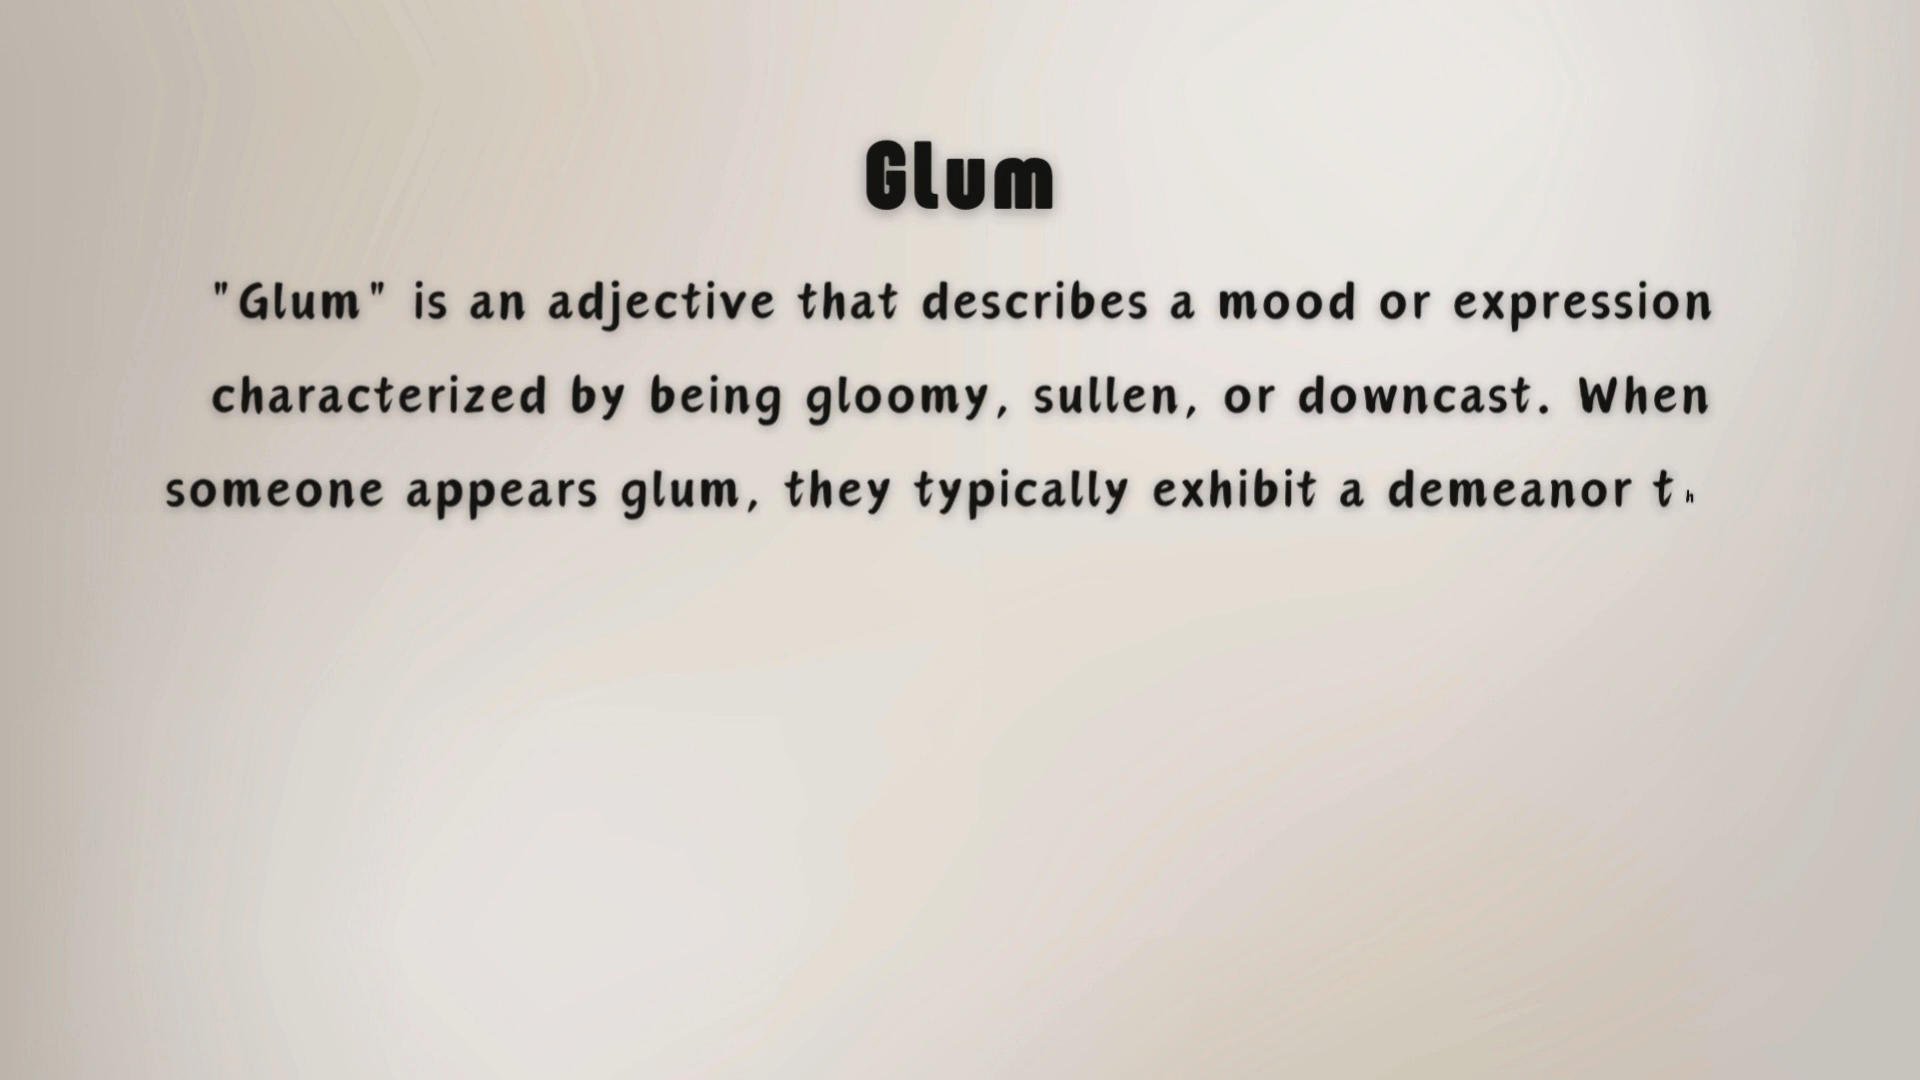 Glum
"Glum" is an adjective that describes a mood or expression
characterized by being gloomy, sullen, or downcast. When
someone appears glum, they typically exhibit a demeanor th